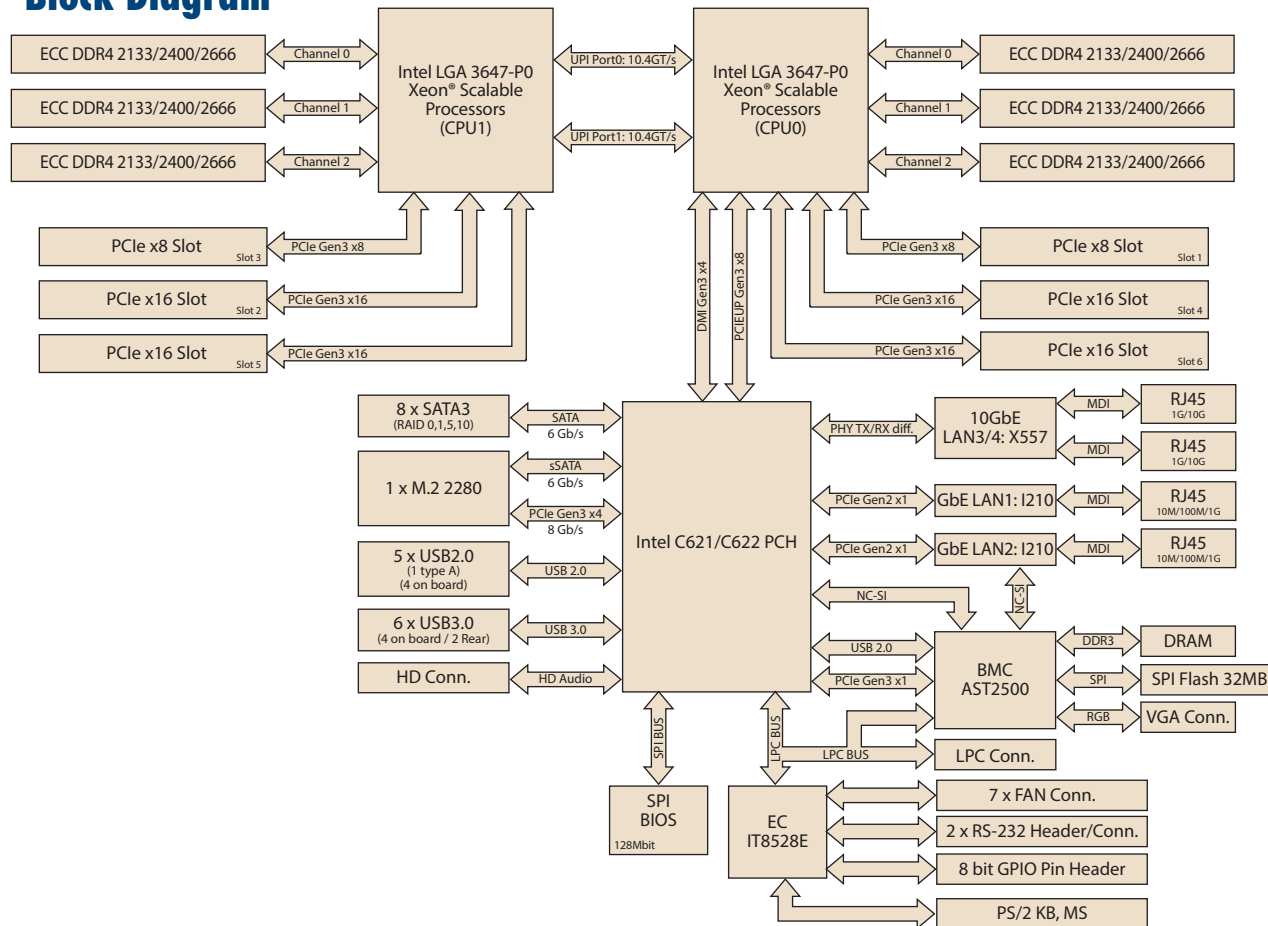 Block Diagram
ECC DDR4 2133/2400/2666
Channel 0
ECC DDR4 2133/2400/2666
Channel 1
ECC DDR4 2133/2400/2666
Channel 2
Intel LGA 3647-P0
Xeon® Scalable
Processors
(CPU1)
UPI Port0: 10.4GT/s
UPI Port1: 10.4GT/s
Intel LGA 3647-P0
Xeon® Scalable
Processors
(CPU0)
Channel 0
ECC DDR4 2133/2400/2666
Channel 1
ECC DDR4 2133/2400/2666
Channel 2
ECC DDR4 2133/2400/2666
PCIe x8 Slot
Slot 3
PCIe Gen3 x8
PCIe x16 Slot
Slot 2
PCIe Gen3 x16
PCIe x16 Slot
Slot 5
PCIe Gen3 x16
DMI Gen3 x4
PCIEUP Gen3 x8
PCIe Gen3 x8
PCIe x8 Slot
Slot 1
PCIe Gen3 x16
PCIe x16 Slot
Slot 4
PCIe Gen3 x16
PCIe x16 Slot
Slot 6
8 x SATA3
(RAID 0,1,5,10)
SATA
6 Gb/s
1 x M.2 2280
sSATA
6 Gb/s
PCIe Gen3 x4
8 Gb/s
5 x USB2.0
(1 type A)
(4 on board)
USB 2.0
6 x USB3.0
(4 on board / 2 Rear)
USB 3.0
HD Conn.
HD Audio
Intel C621/C622 PCH
PHY TX/RX diff.
10GbE
LAN3/4: X557
MDI
RJ45
1G/10G
MDI
RJ45
1G/10G
PCIe Gen2 x1
GbE LAN1: I210
MDI
RJ45
10M/100M/1G
PCIe Gen2 x1
GbE LAN2: I210
MDI
RJ45
10M/100M/1G
NC-SI
NC-SI
USB 2.0
PCIe Gen3 x1
BMC
AST2500
DDR3
DRAM
SPI
SPI Flash 32MB
RGB
VGA Conn.
SPI BUS
LPC BUS
LPC BUS
LPC Conn.
SPI
BIOS
128Mbit
EC
IT8528E
7 x FAN Conn.
2 x RS-232 Header/Conn.
8 bit GPIO Pin Header
PS/2 KB, MS